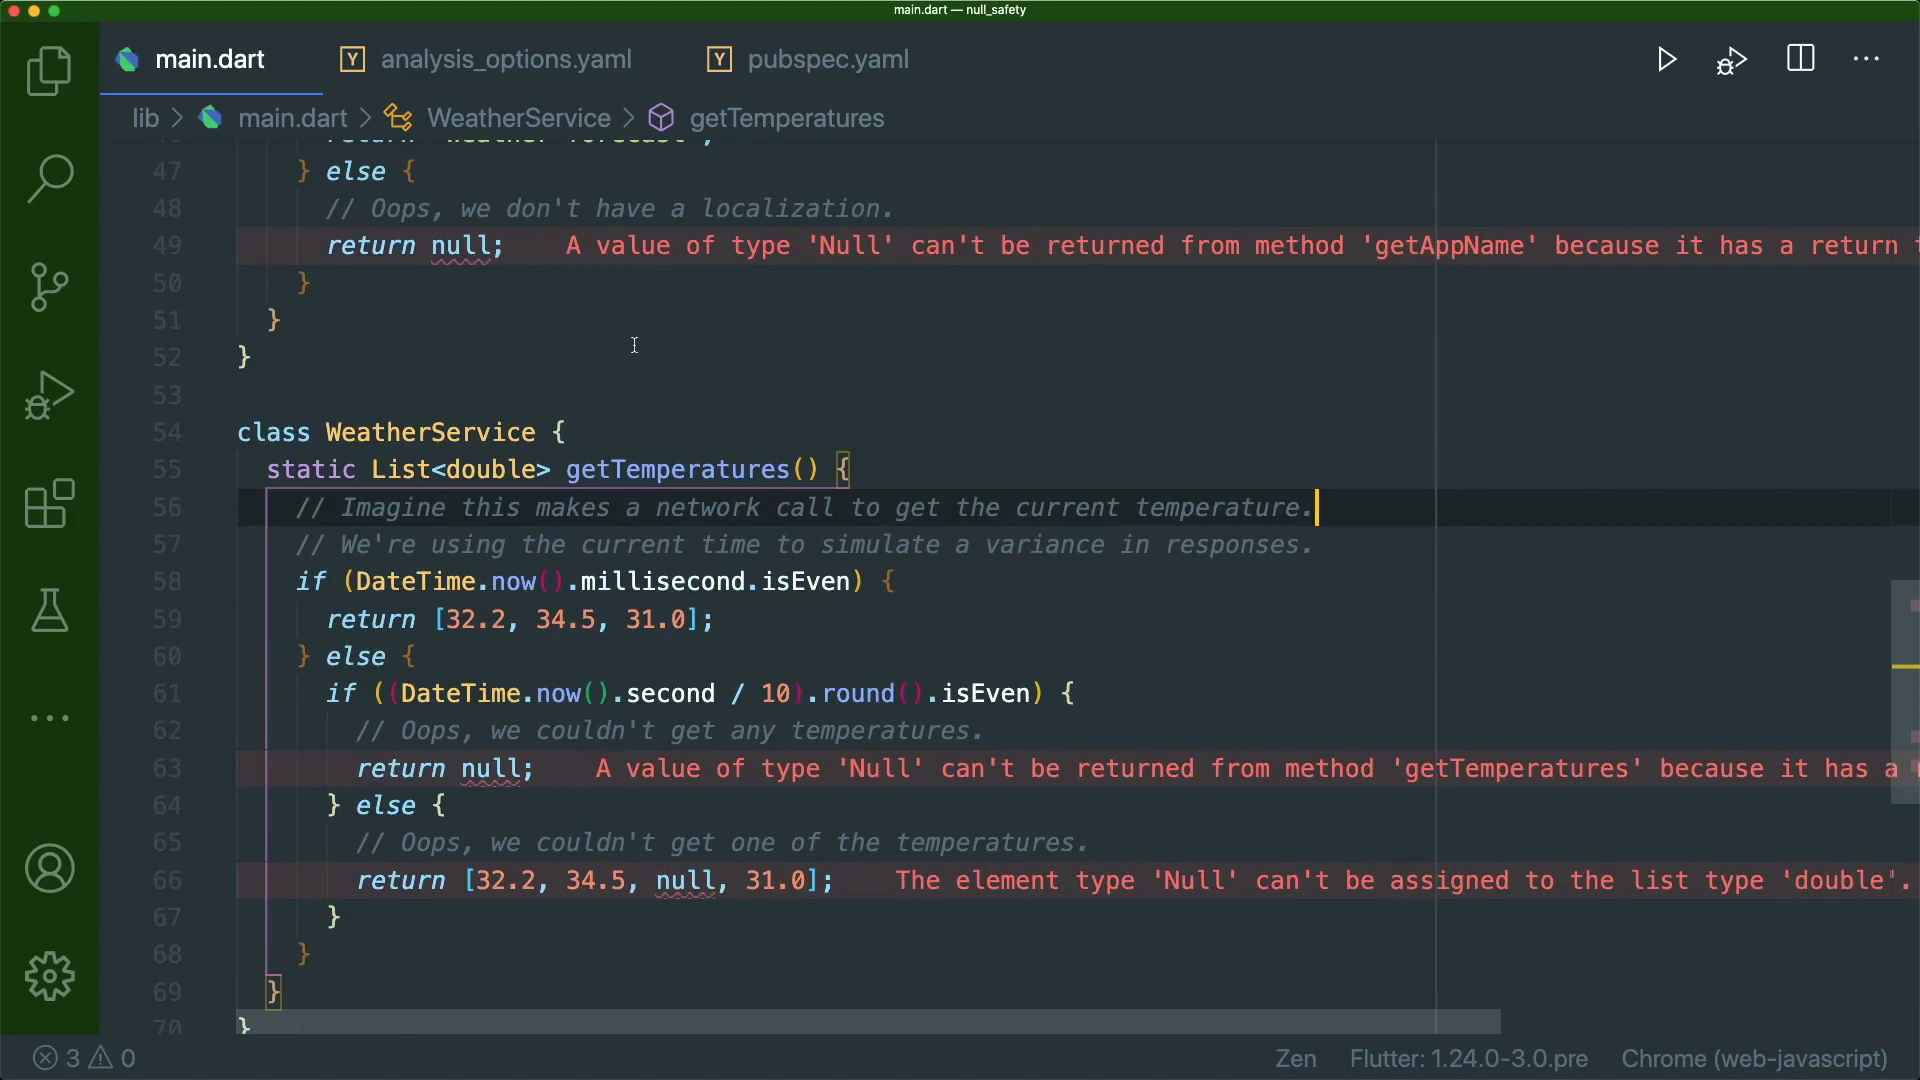 main.dart — null_safety
main.dart
Y analysis_options.yaml
Y pubspec.yaml
lib > main.dart > WeatherService > getTemperatures
47 } else {
48 // Oops, we don't have a localization.
49 return null; A value of type 'Null' can't be returned from method 'getAppName' because it has a return
50 }
51 }
52 }
53
54 class WeatherService {
55 static List<double> getTemperatures() {
56 // Imagine this makes a network call to get the current temperature.
57 // We're using the current time to simulate a variance in responses.
58 if (DateTime.now().millisecond.isEven) {
59 return [32.2, 34.5, 31.0];
60 } else {
61 if ((DateTime.now().second / 10).round().isEven) {
62 // Oops, we couldn't get any temperatures.
63 return null; A value of type 'Null' can't be returned from method 'getTemperatures' because it has a
64 } else {
65 // Oops, we couldn't get one of the temperatures.
66 return [32.2, 34.5, null, 31.0]; The element type 'Null' can't be assigned to the list type 'double'.
67 }
68 }
69 }
70 }
3 0
Zen
Flutter: 1.24.0-3.0.pre
Chrome (web-javascript)